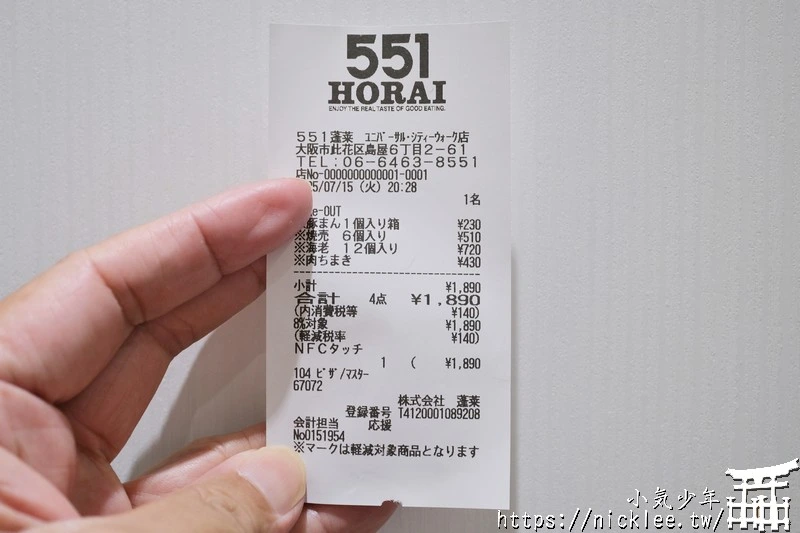 551
HORAI
ENJOY THE REAL TASTE OF GOOD EATING.
551蓬莱 ユニバーサル・シティーウォーク店
大阪市此花区島屋6丁目2-61
TEL:06-6463-8551
店No-0000000000001-0001
5/07/15 (火) 20:28
1名
e-OUT
豚まん1個入り箱 ¥230
※焼売 6個入り ¥510
※海老 12個入り ¥720
※肉ちまき ¥430
小計 ¥1,890
合計 4点 ¥1,890
(内消費税等 ¥140)
8%対象 ¥1,890
(軽減税率 ¥140)
NFCタッチ
1 ( ¥1,890
104 ビザ/マスター
67072
株式会社 蓬莱
登録番号 T4120001089208
会計担当 応援
No0151954
※マークは軽減対象商品となります
小氣少年
https://nicklee.tw/